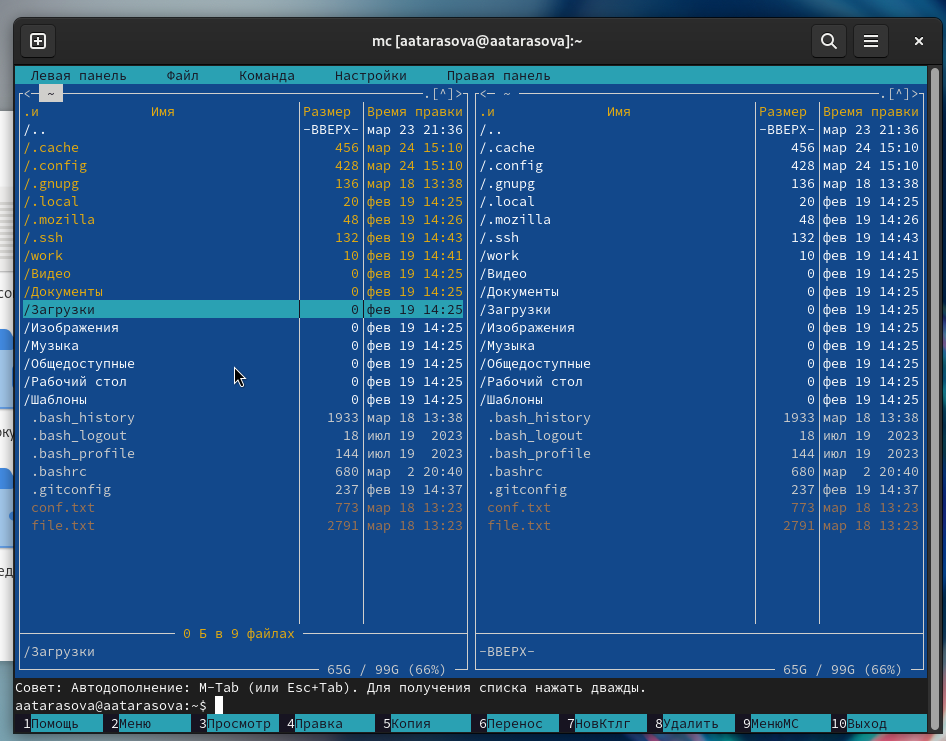 mc [aatarasova@aatarasova]:~
Левая панель Файл Команда Настройки Правая панель
<— ~ .[^]> <— ~ .[^]>
.и Имя Размер Время правки .и Имя Размер Время правки
/.. -ВВЕРХ- мар 23 21:36 /.. -ВВЕРХ- мар 23 21:36
/.cache 456 мар 24 15:10 /.cache 456 мар 24 15:10
/.config 428 мар 24 15:10 /.config 428 мар 24 15:10
/.gnupg 136 мар 18 13:38 /.gnupg 136 мар 18 13:38
/.local 20 фев 19 14:25 /.local 20 фев 19 14:25
/.mozilla 48 фев 19 14:26 /.mozilla 48 фев 19 14:26
/.ssh 132 фев 19 14:43 /.ssh 132 фев 19 14:43
/work 10 фев 19 14:41 /work 10 фев 19 14:41
/Видео 0 фев 19 14:25 /Видео 0 фев 19 14:25
/Документы 0 фев 19 14:25 /Документы 0 фев 19 14:25
/Загрузки 0 фев 19 14:25 /Загрузки 0 фев 19 14:25
/Изображения 0 фев 19 14:25 /Изображения 0 фев 19 14:25
/Музыка 0 фев 19 14:25 /Музыка 0 фев 19 14:25
/Общедоступные 0 фев 19 14:25 /Общедоступные 0 фев 19 14:25
/Рабочий стол 0 фев 19 14:25 /Рабочий стол 0 фев 19 14:25
/Шаблоны 0 фев 19 14:25 /Шаблоны 0 фев 19 14:25
.bash_history 1933 мар 18 13:38 .bash_history 1933 мар 18 13:38
.bash_logout 18 июл 19 2023 .bash_logout 18 июл 19 2023
.bash_profile 144 июл 19 2023 .bash_profile 144 июл 19 2023
.bashrc 680 мар 2 20:40 .bashrc 680 мар 2 20:40
.gitconfig 237 фев 19 14:37 .gitconfig 237 фев 19 14:37
conf.txt 773 мар 18 13:23 conf.txt 773 мар 18 13:23
file.txt 2791 мар 18 13:23 file.txt 2791 мар 18 13:23
0 Б в 9 файлах
/Загрузки -ВВЕРХ-
65G / 99G (66%) 65G / 99G (66%)
Совет: Автодополнение: M-Tab (или Esc+Tab). Для получения списка нажать дважды.
aatarasova@aatarasova:~$
1Помощь 2Меню 3Просмотр 4Правка 5Копия 6Перенос 7НовКтлг 8Удалить 9МенюMC 10Выход